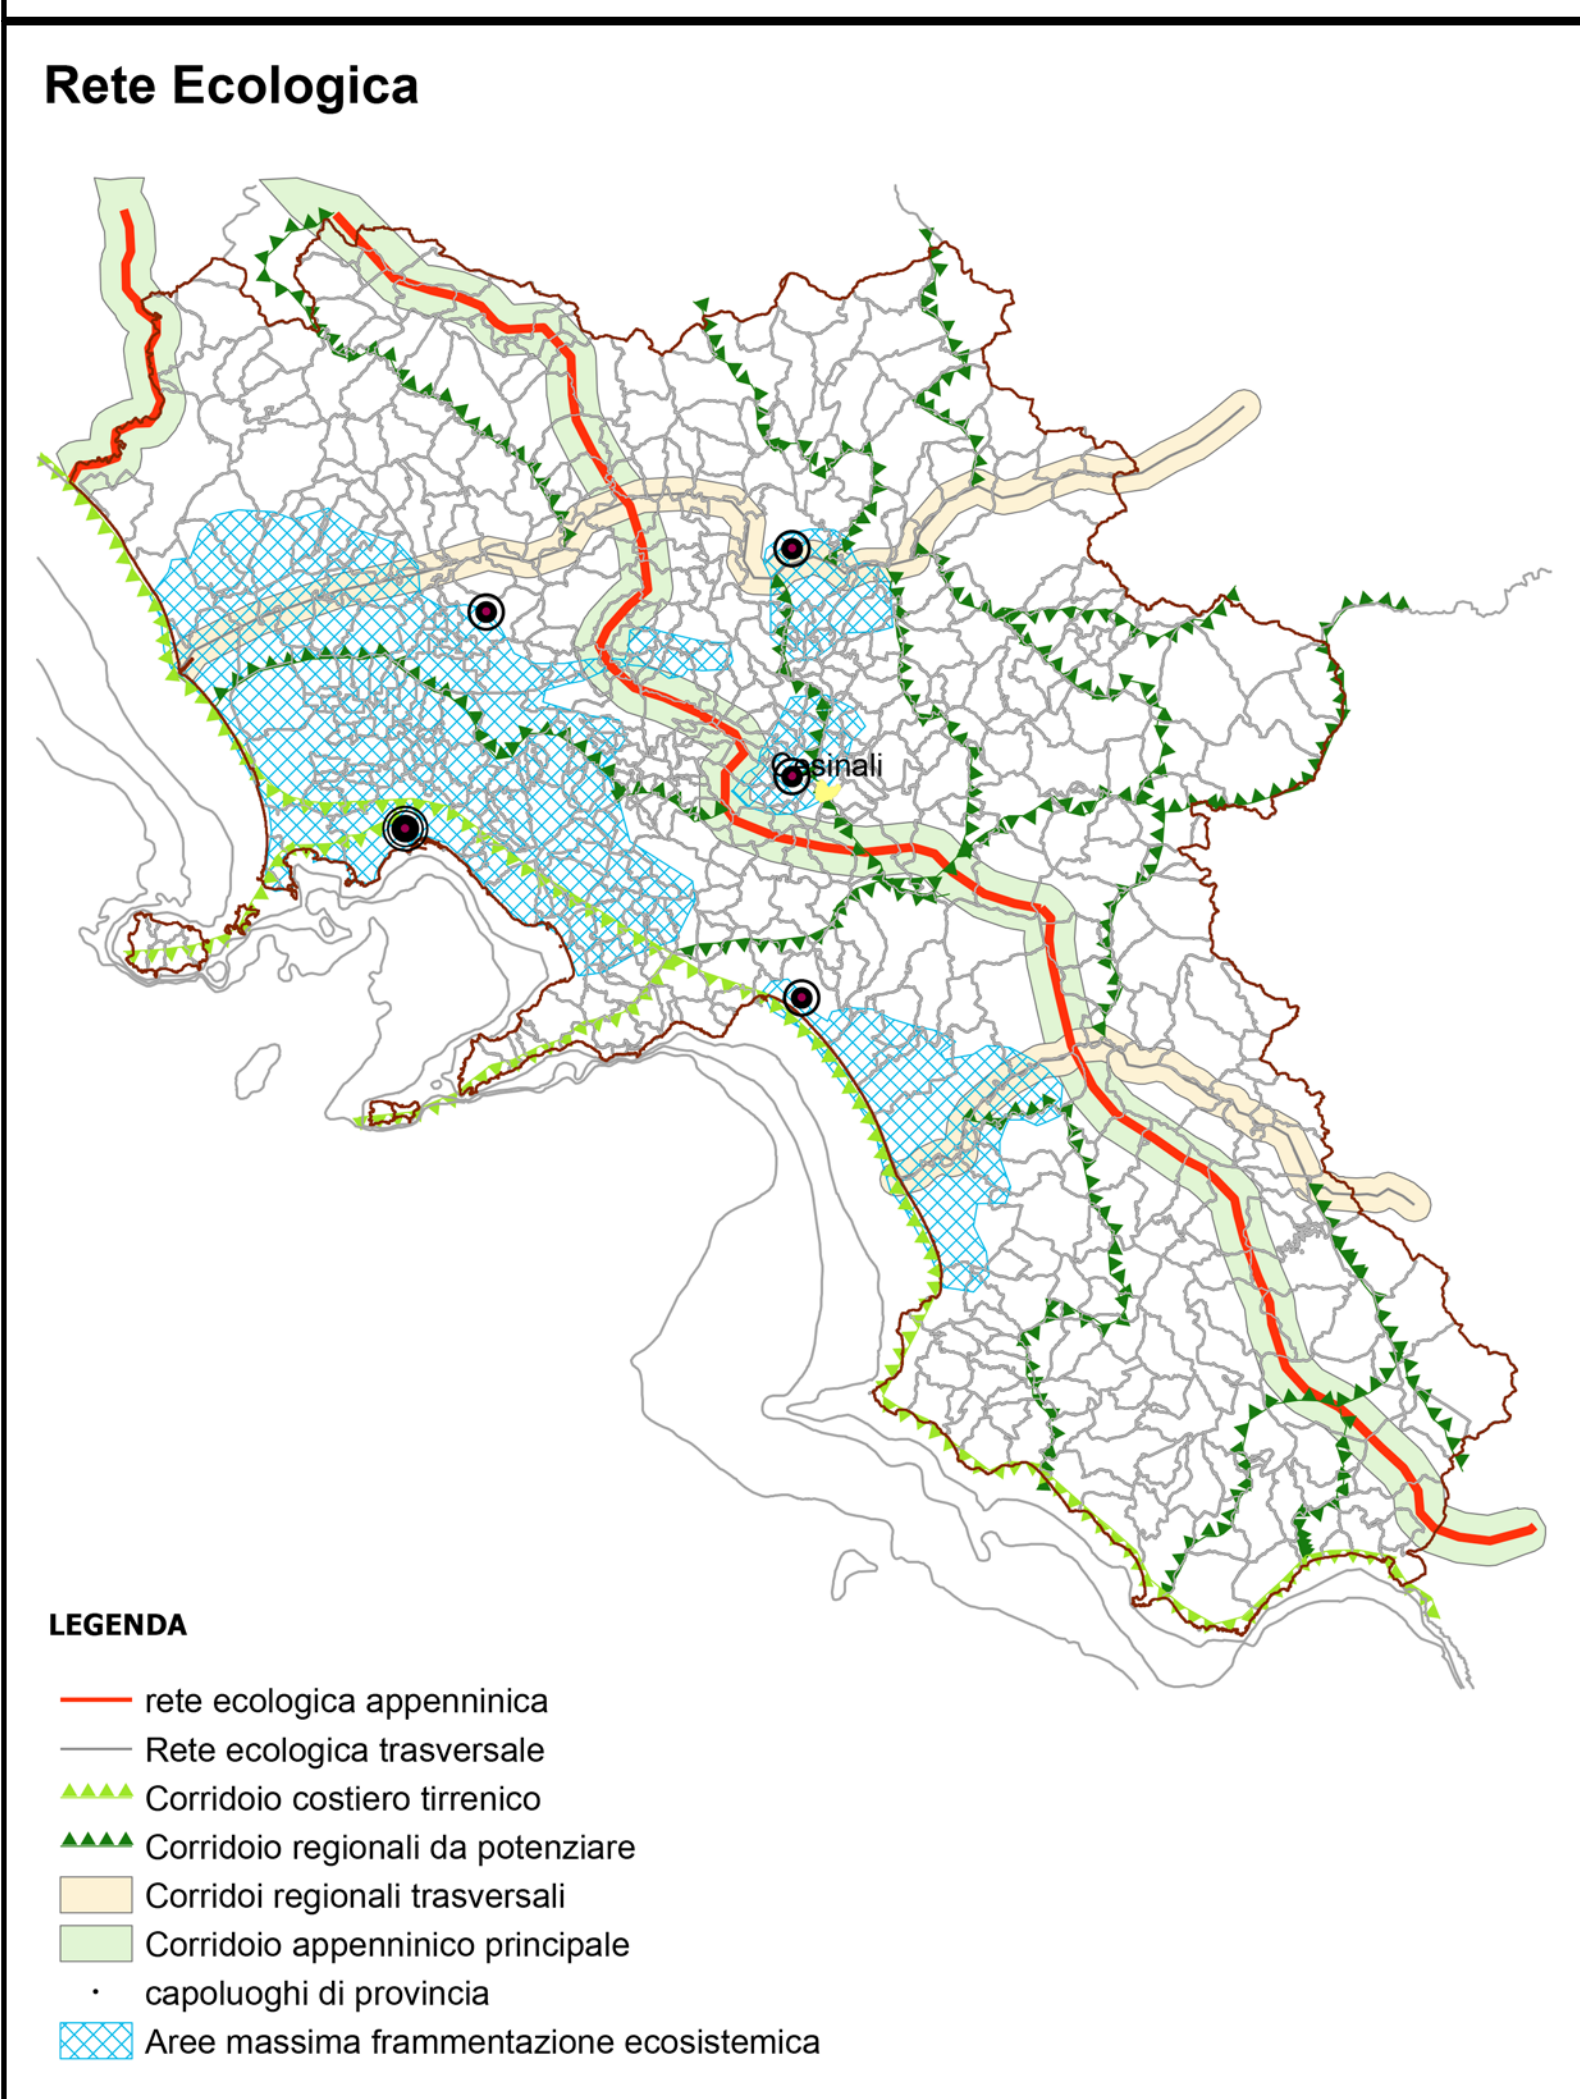 Rete Ecologica
Cesinali
LEGENDA
rete ecologica appenninica
Rete ecologica trasversale
Corridoio costiero tirrenico
Corridoio regionali da potenziare
Corridoi regionali trasversali
Corridoio appenninico principale
capoluoghi di provincia
Aree massima frammentazione ecosistemica